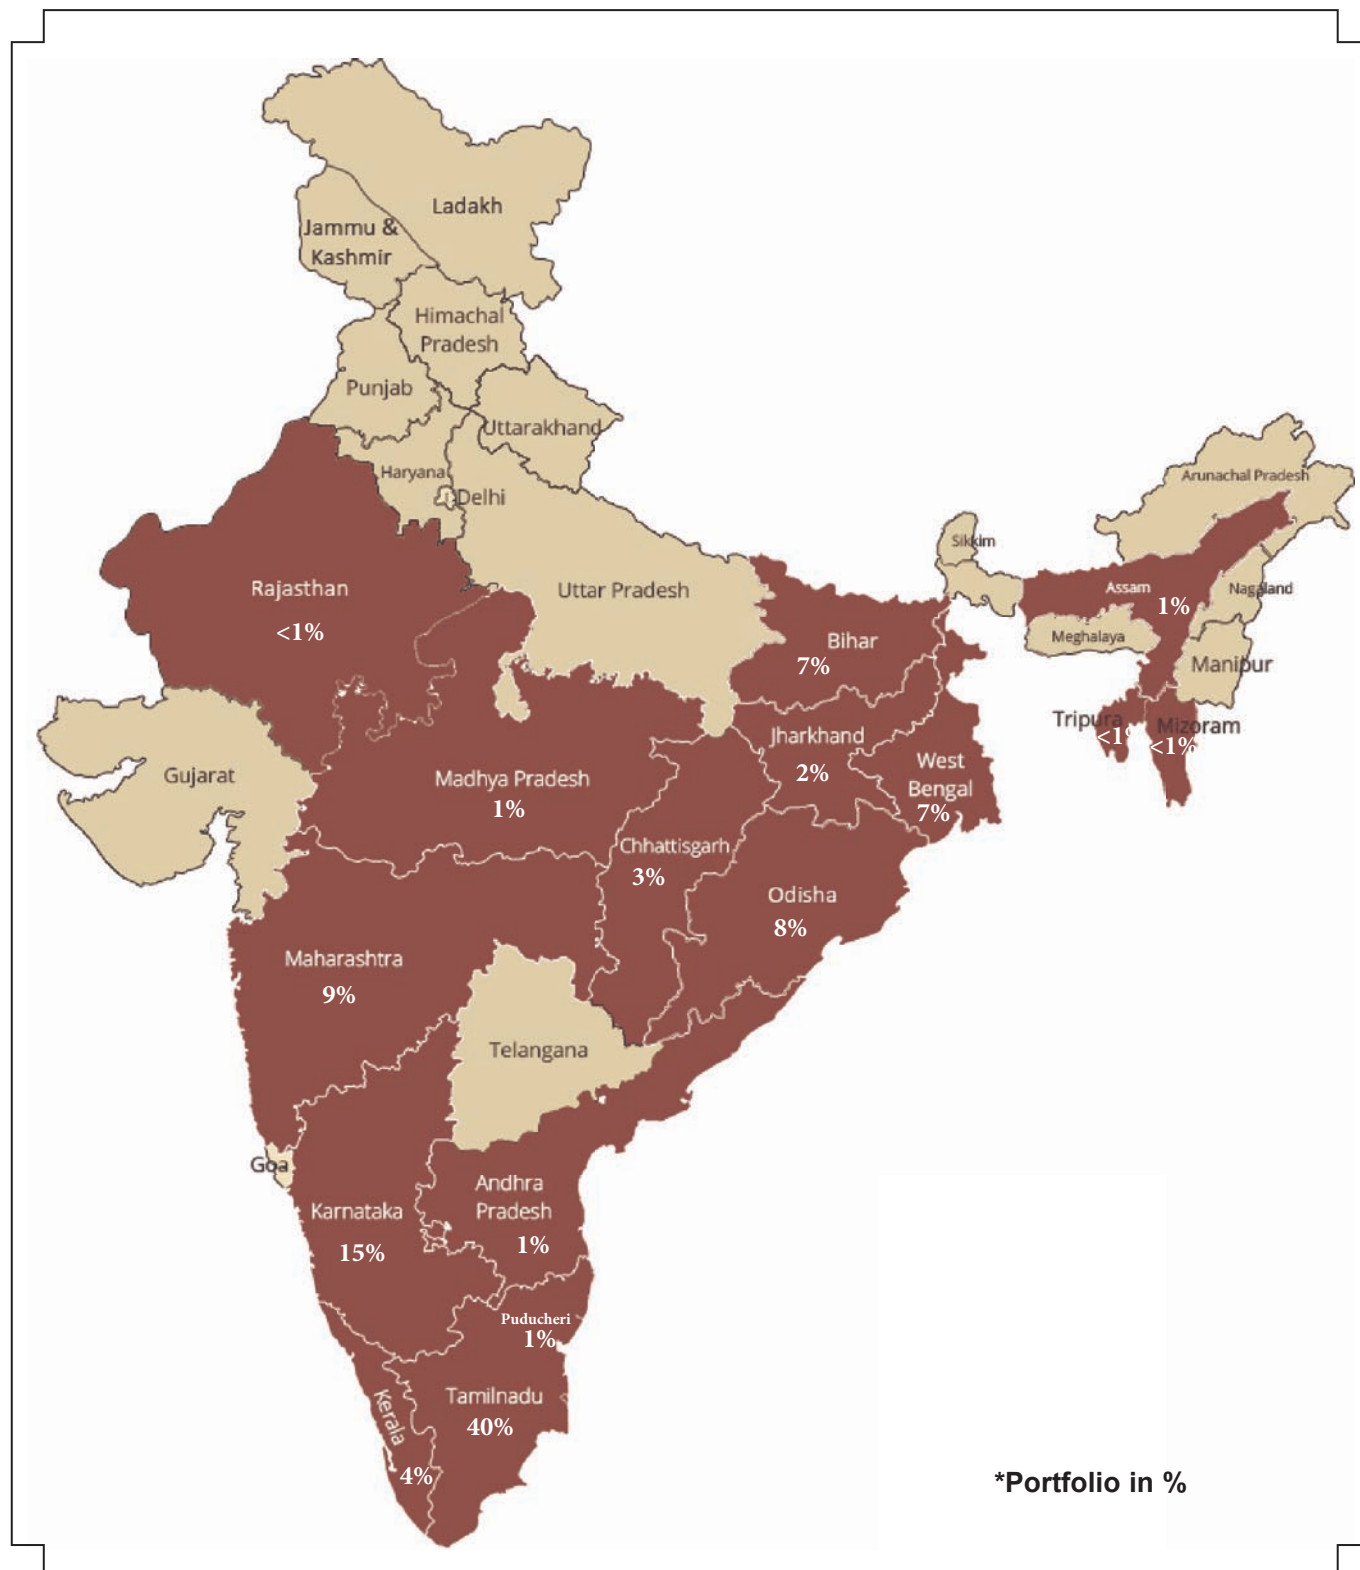 Ladakh
Jammu &
Kashmir
Himachal
Pradesh
Punjab
Uttarakhand
Haryana
Delhi
Arunachal Pradesh
Sikkim
Rajasthan
<1%
Uttar Pradesh
Assam
1%
Nagaland
Bihar
7%
Meghalaya
Manipur
Tripura
<1%
Mizoram
<1%
Gujarat
Madhya Pradesh
1%
Jharkhand
2%
West
Bengal
7%
Chhattisgarh
3%
Odisha
8%
Maharashtra
9%
Telangana
Goa
Karnataka
15%
Andhra
Pradesh
1%
Puducheri
1%
Tamilnadu
40%
Kerala
4%
*Portfolio in %